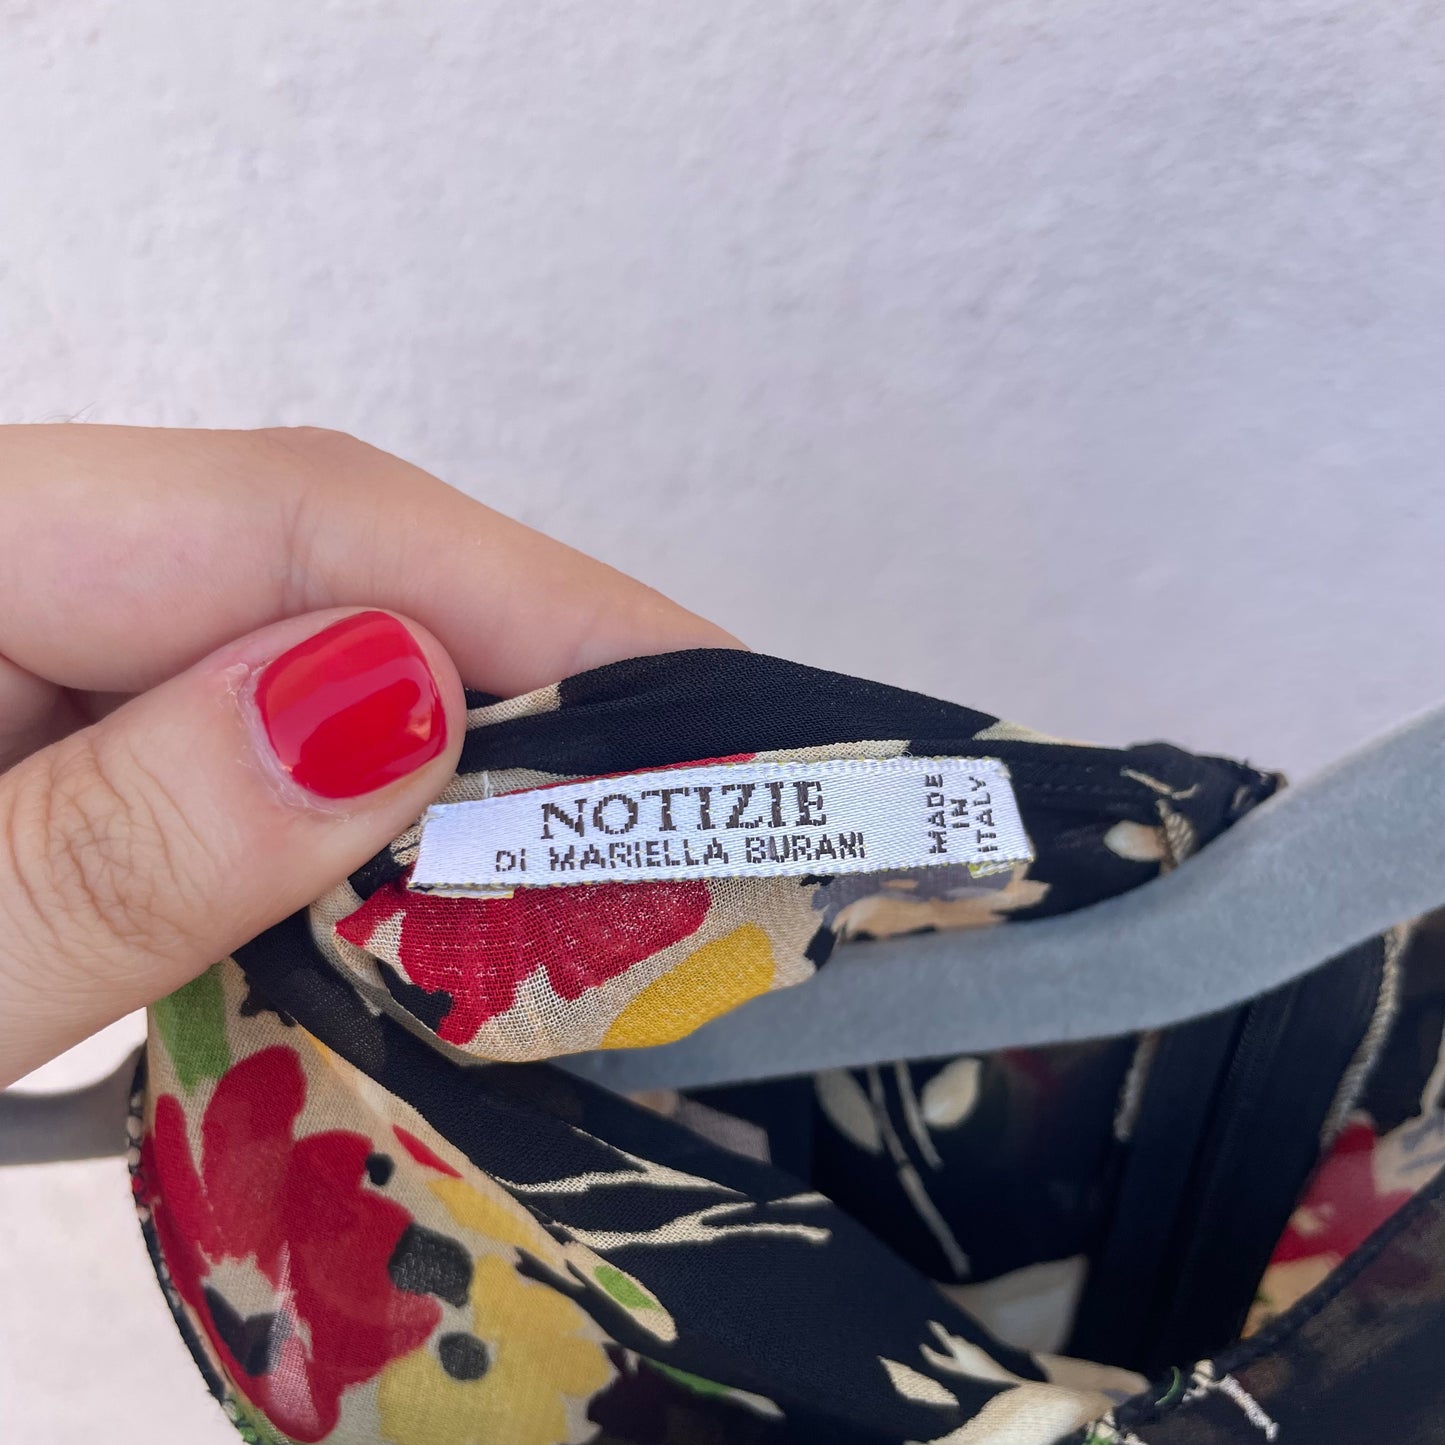 NOTIZIE
DI MARIELLA BURANI
MADE
IN
ITALY